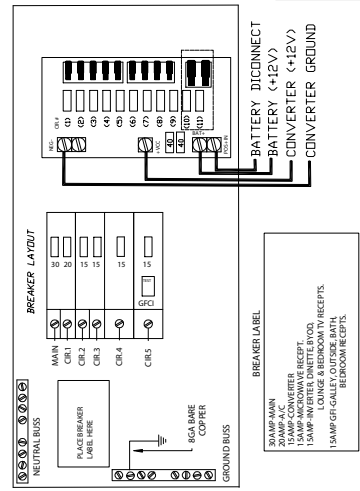 CIR.#
(1)
(2)
(3)
(4)
(5)
(6)
(7)
(8)
(9)
(10)
(11)
NEG-
+VCC
40
40
BAT+
POS+IN
BATTERY DICONNECT
BATTERY (+12V)
CONVERTER (+12V)
CONVERTER GROUND
BREAKER LAYOUT
30
20
15
15
15
15
TEST
GFCI
MAIN
CIR.1
CIR.2
CIR.3
CIR.4
CIR.5
NEUTRAL BUSS
PLACE BREAKER
LABEL HERE
8GA BARE
COPPER
GROUND BUSS
BREAKER LABEL
30AMP-MAIN
20AMP-A/C
15AMP-CONVERTER
15AMP-MICROWAVE RECEPT.
15AMP-INVERTER, DINETTE, BYOD,
LOUNGE & BEDROOM TV RECEPTS.
15AMP GFI-GALLEY, OUTSIDE, BATH,
BEDROOM RECEPTS.